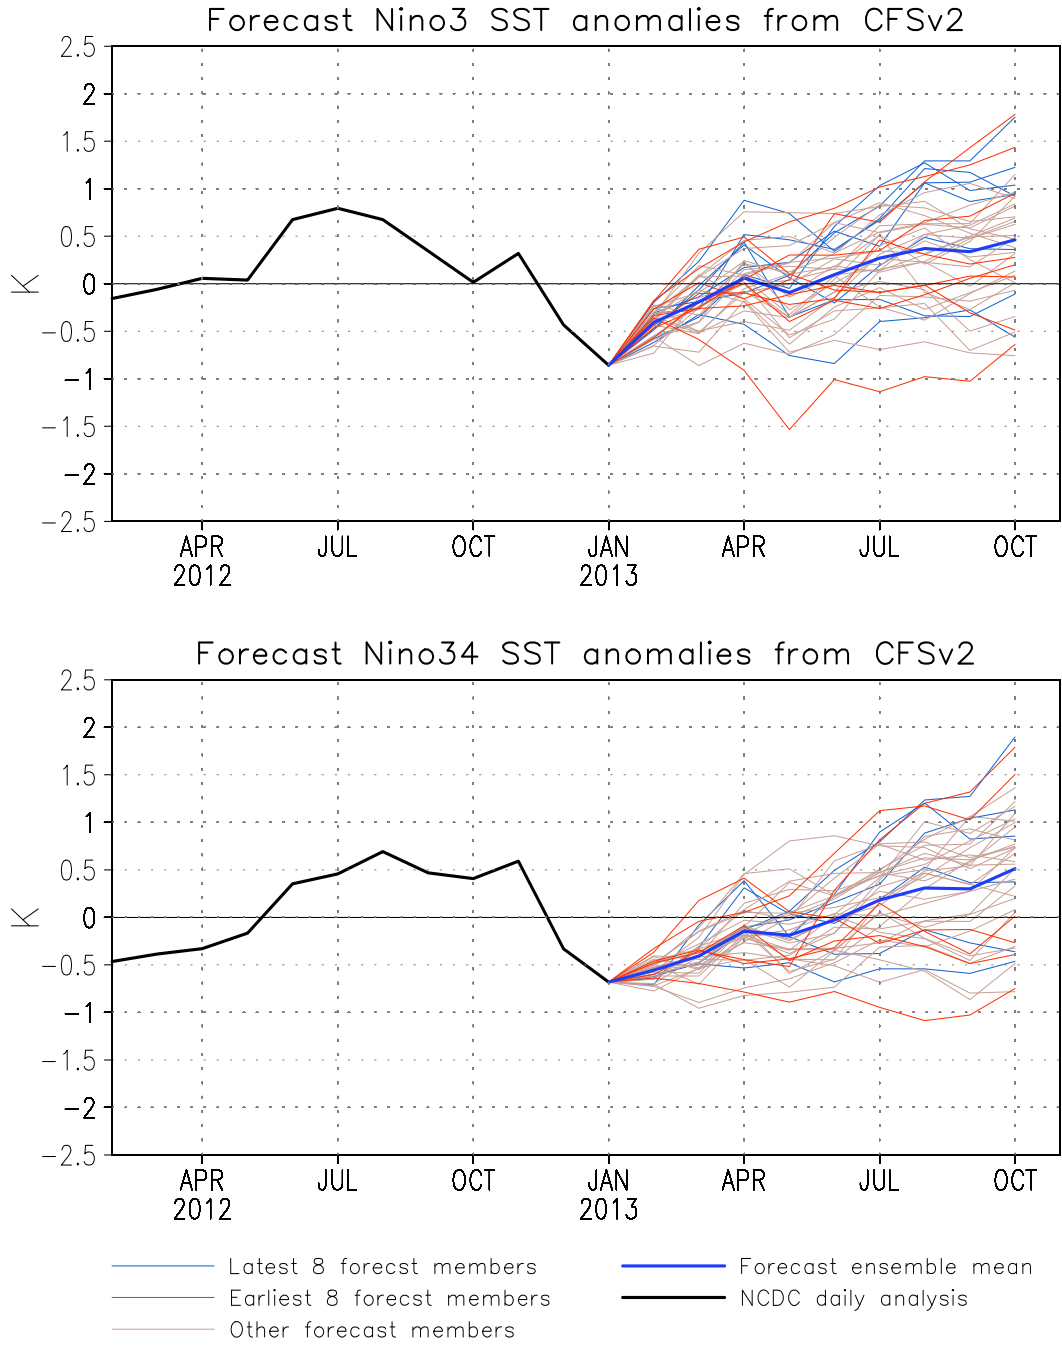 Forecast Nino3 SST anomalies from CFSv2
2.5
2
1.5
1
0.5
0
-0.5
-1
-1.5
-2
-2.5
K
APR JUL OCT JAN APR JUL OCT
2012 2013
Forecast Nino34 SST anomalies from CFSv2
2.5
2
1.5
1
0.5
0
-0.5
-1
-1.5
-2
-2.5
K
APR JUL OCT JAN APR JUL OCT
2012 2013
Latest 8 forecst members Forecast ensemble mean
Earliest 8 forecst members NCDC daily analysis
Other forecast members